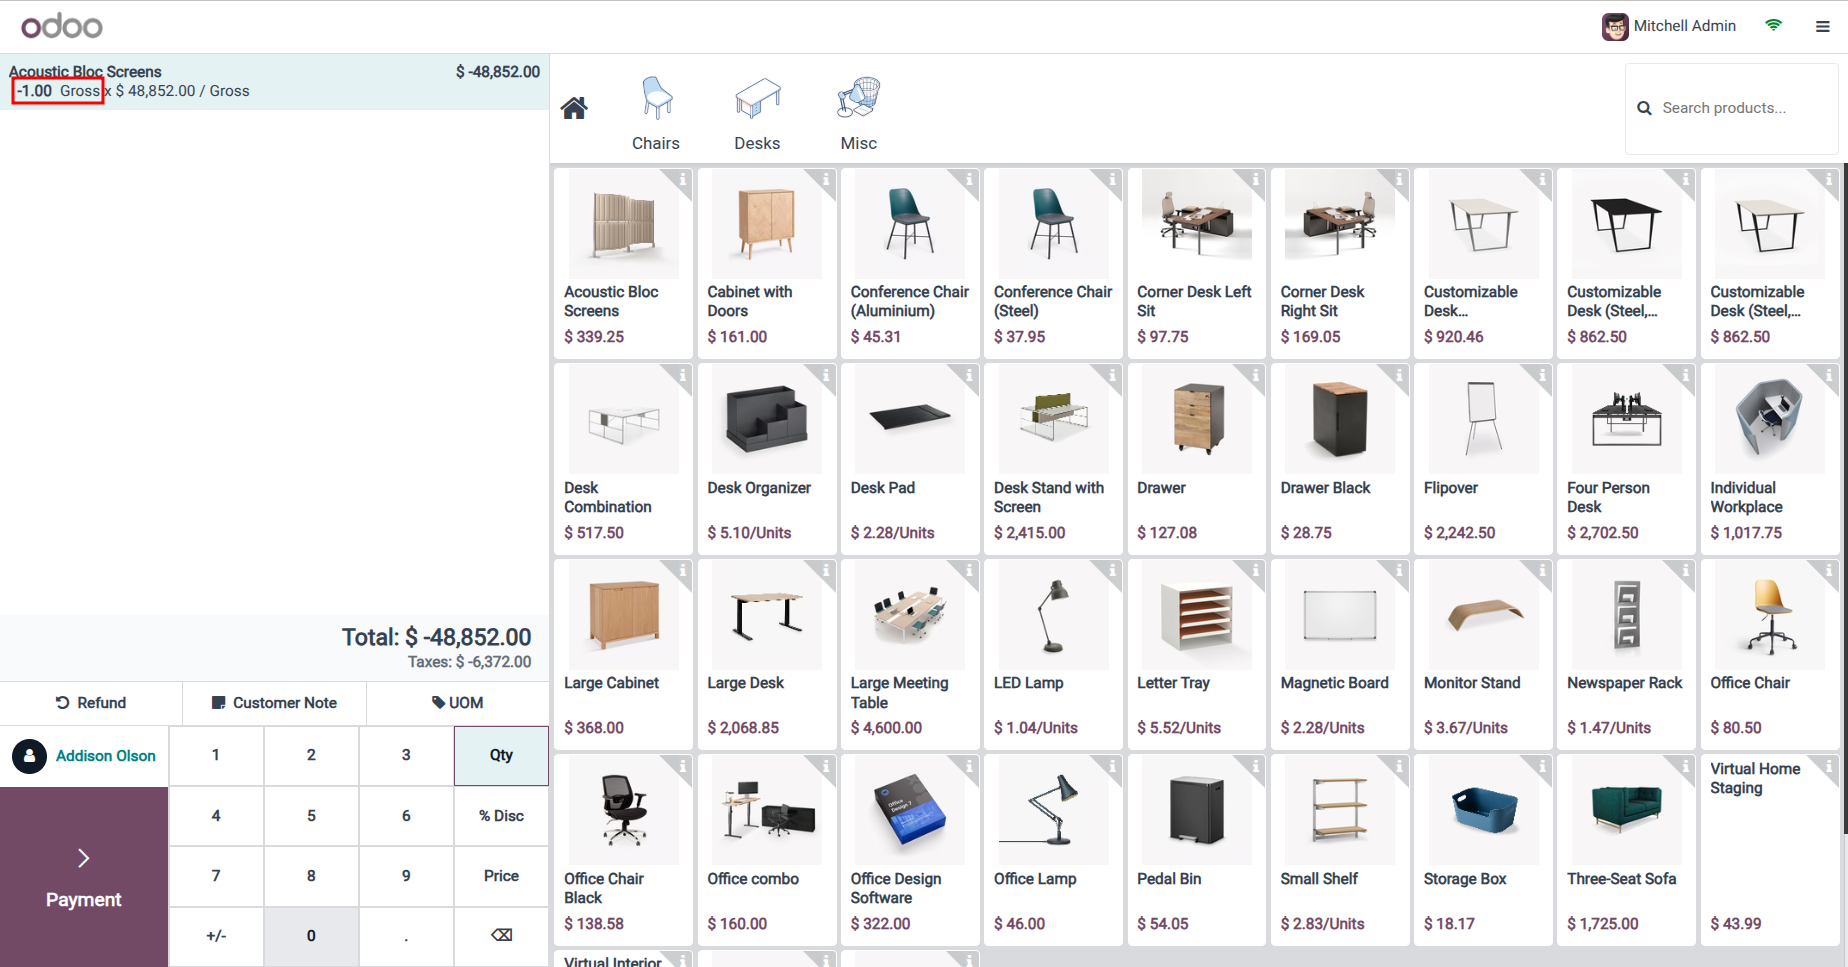 odoo
Mitchell Admin
Acoustic Bloc Screens
$ -48,852.00
-1.00 Gross x $ 48,852.00 / Gross
Chairs
Desks
Misc
Search products...
Acoustic Bloc Screens
$ 339.25
Cabinet with Doors
$ 161.00
Conference Chair (Aluminium)
$ 45.31
Conference Chair (Steel)
$ 37.95
Corner Desk Left Sit
$ 97.75
Corner Desk Right Sit
$ 169.05
Customizable Desk...
$ 920.46
Customizable Desk (Steel,...
$ 862.50
Customizable Desk (Steel,...
$ 862.50
Desk Combination
$ 517.50
Desk Organizer
$ 5.10/Units
Desk Pad
$ 2.28/Units
Desk Stand with Screen
$ 2,415.00
Drawer
$ 127.08
Drawer Black
$ 28.75
Flipover
$ 2,242.50
Four Person Desk
$ 2,702.50
Individual Workplace
$ 1,017.75
Large Cabinet
$ 368.00
Large Desk
$ 2,068.85
Large Meeting Table
$ 4,600.00
LED Lamp
$ 1.04/Units
Letter Tray
$ 5.52/Units
Magnetic Board
$ 2.28/Units
Monitor Stand
$ 3.67/Units
Newspaper Rack
$ 1.47/Units
Office Chair
$ 80.50
Office Chair Black
$ 138.58
Office combo
$ 160.00
Office Design 7
Office Design Software
$ 322.00
Office Lamp
$ 46.00
Pedal Bin
$ 54.05
Small Shelf
$ 2.83/Units
Storage Box
$ 18.17
Three-Seat Sofa
$ 1,725.00
Virtual Home Staging
$ 43.99
Virtual Interior
Total: $ -48,852.00
Taxes: $ -6,372.00
Refund
Customer Note
UOM
Addison Olson
1
2
3
Qty
4
5
6
% Disc
7
8
9
Price
Payment
+/-
0
.